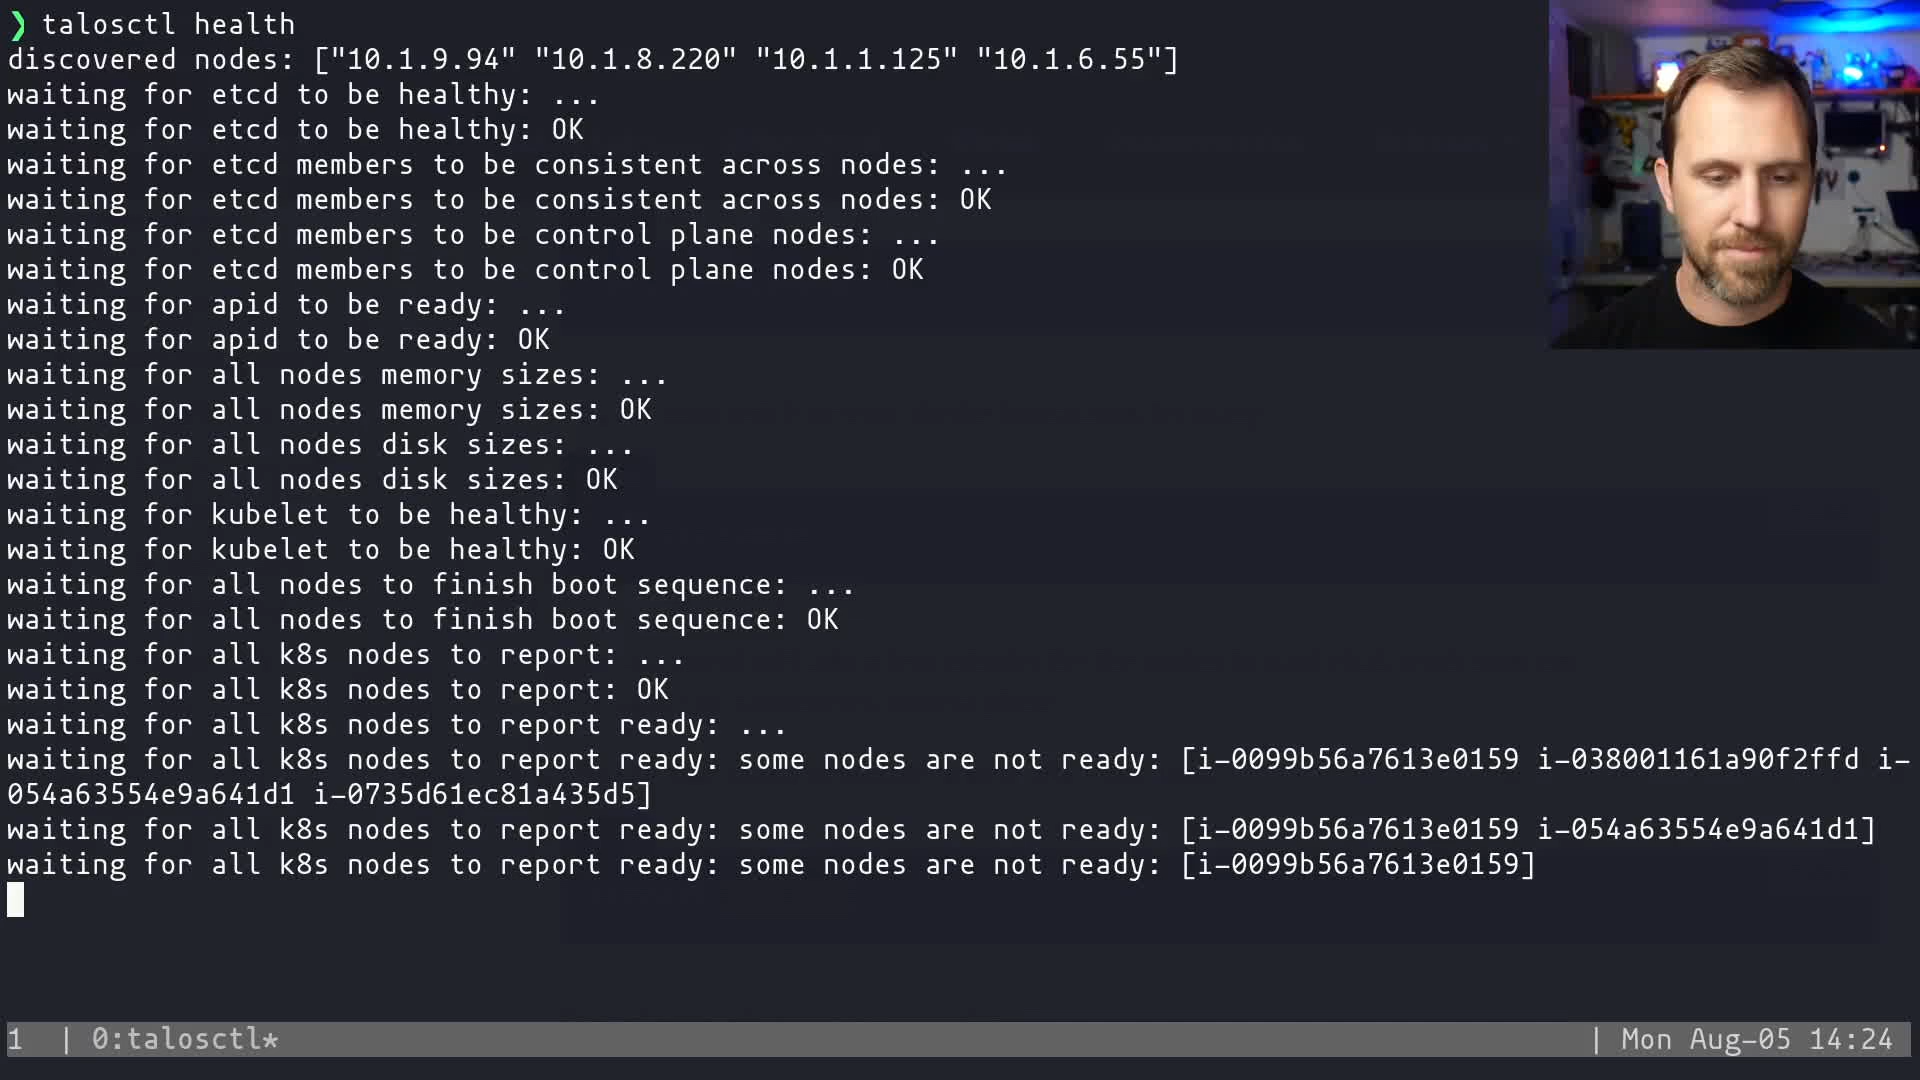 ❯ talosctl health
discovered nodes: ["10.1.9.94" "10.1.8.220" "10.1.1.125" "10.1.6.55"]
waiting for etcd to be healthy: ...
waiting for etcd to be healthy: OK
waiting for etcd members to be consistent across nodes: ...
waiting for etcd members to be consistent across nodes: OK
waiting for etcd members to be control plane nodes: ...
waiting for etcd members to be control plane nodes: OK
waiting for apid to be ready: ...
waiting for apid to be ready: OK
waiting for all nodes memory sizes: ...
waiting for all nodes memory sizes: OK
waiting for all nodes disk sizes: ...
waiting for all nodes disk sizes: OK
waiting for kubelet to be healthy: ...
waiting for kubelet to be healthy: OK
waiting for all nodes to finish boot sequence: ...
waiting for all nodes to finish boot sequence: OK
waiting for all k8s nodes to report: ...
waiting for all k8s nodes to report: OK
waiting for all k8s nodes to report ready: ...
waiting for all k8s nodes to report ready: some nodes are not ready: [i-0099b56a7613e0159 i-038001161a90f2ffd i-
054a63554e9a641d1 i-0735d61ec81a435d5]
waiting for all k8s nodes to report ready: some nodes are not ready: [i-0099b56a7613e0159 i-054a63554e9a641d1]
waiting for all k8s nodes to report ready: some nodes are not ready: [i-0099b56a7613e0159]
1 | 0:talosctl* | Mon Aug-05 14:24